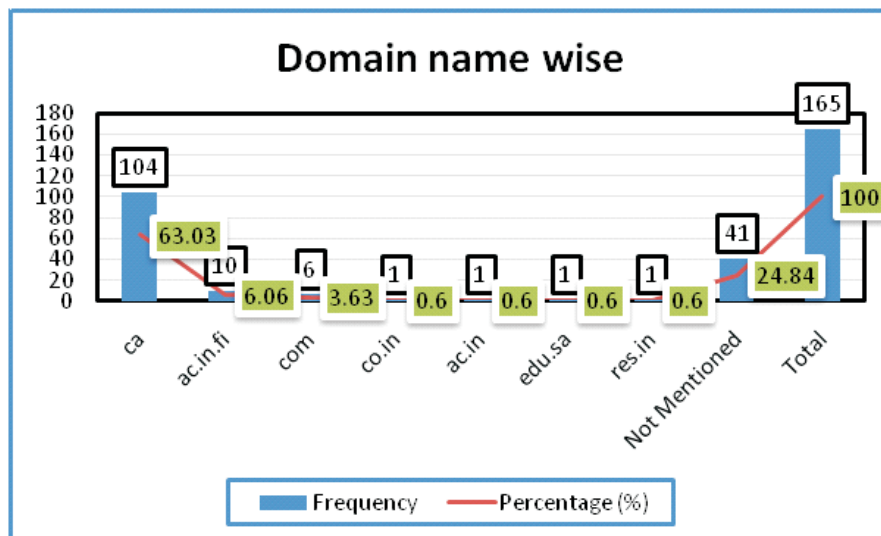 Domain name wise
180
160
140
120
100
80
60
40
20
0
104
10
6
1
1
1
1
41
165
63.03
6.06
3.63
0.6
0.6
0.6
0.6
24.84
100
ca
ac.in.fi
com
co.in
ac.in
edu.sa
res.in
Not Mentioned
Total
Frequency
Percentage (%)